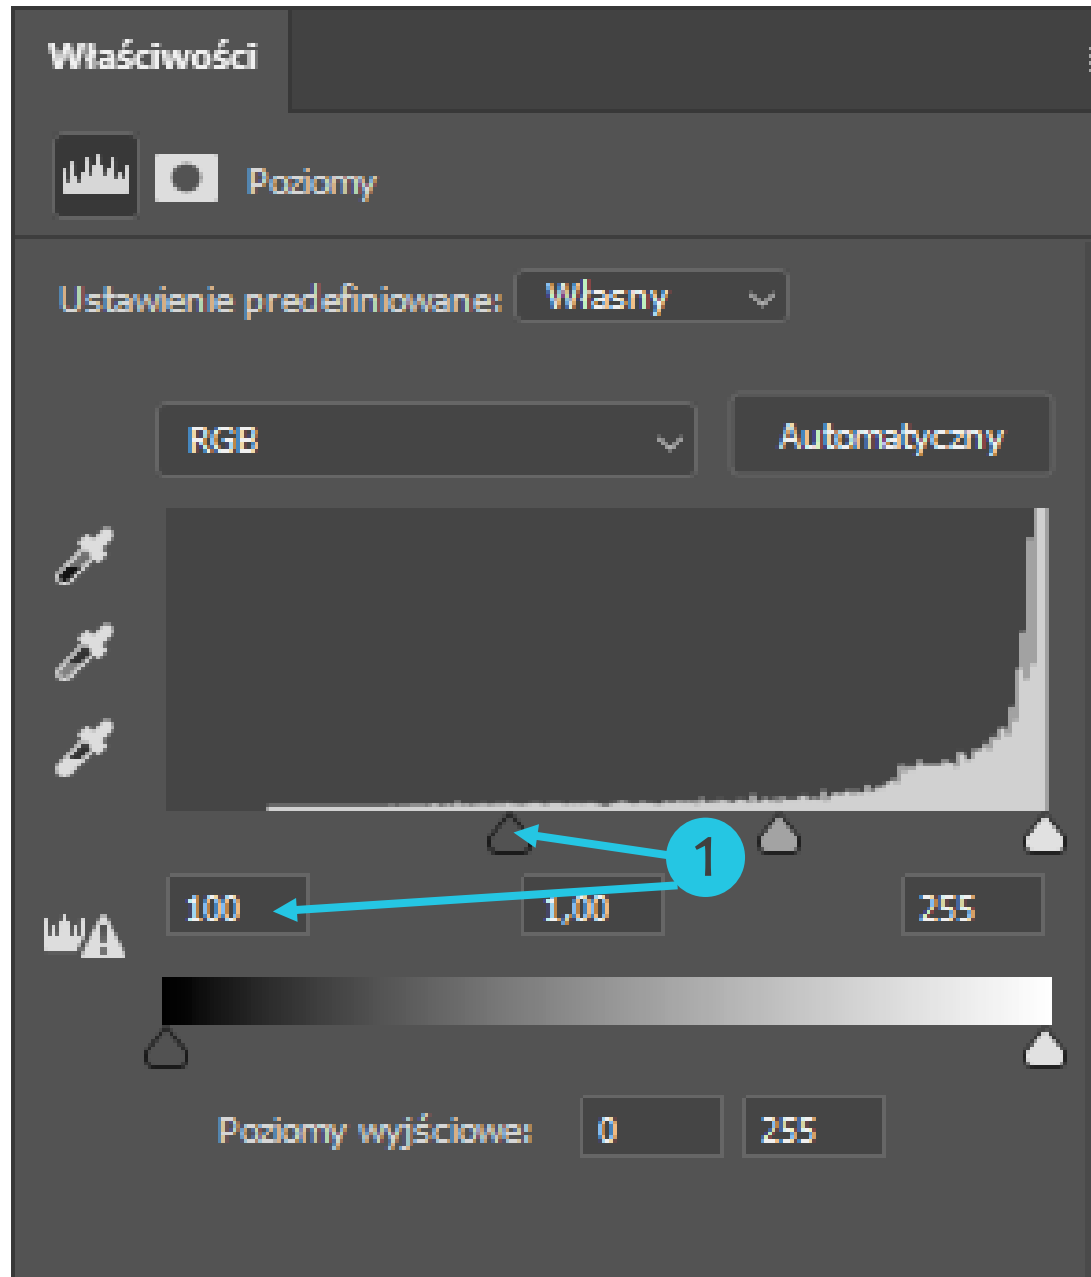 Właściwości
Poziomy
Ustawienie predefiniowane: Własny
RGB Automatyczny
1
100 1,00 255
Poziomy wyjściowe: 0 255